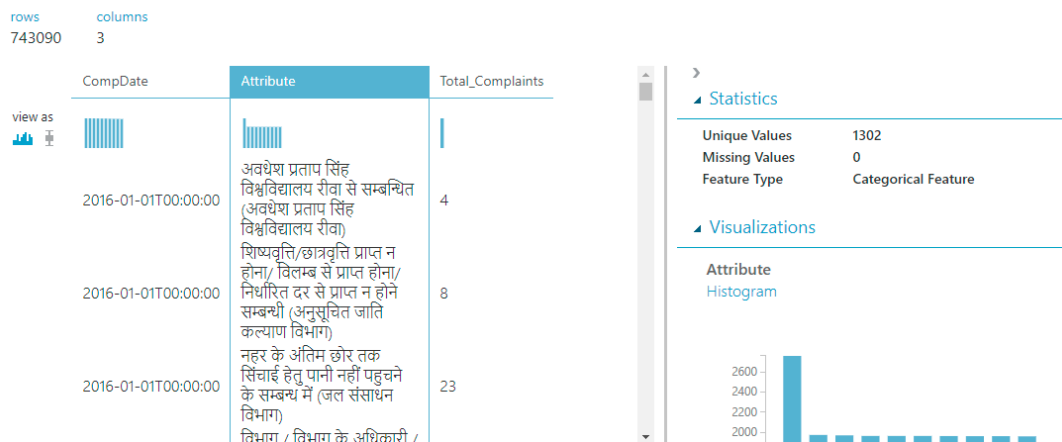 rows columns
743090 3
CompDate Attribute Total_Complaints
view as
अवधेश प्रताप सिंह
विश्वविद्यालय रीवा से सम्बन्धित
(अवधेश प्रताप सिंह
विश्वविद्यालय रीवा)
2016-01-01T00:00:00 4
शिष्यवृत्ति/छात्रवृत्ति प्राप्त न
होना/ विलम्ब से प्राप्त होना/
निर्धारित दर से प्राप्त न होने
सम्बन्धी (अनुसूचित जाति
कल्याण विभाग)
2016-01-01T00:00:00 8
नहर के अंतिम छोर तक
सिंचाई हेतु पानी नहीं पहुचने
के सम्बन्ध में (जल संसाधन
विभाग)
2016-01-01T00:00:00 23
विभाग / विभाग के अधिकारी /
Statistics
Unique Values 1302
Missing Values 0
Feature Type Categorical Feature
Visualizations
Attribute
Histogram
2600
2400
2200
2000